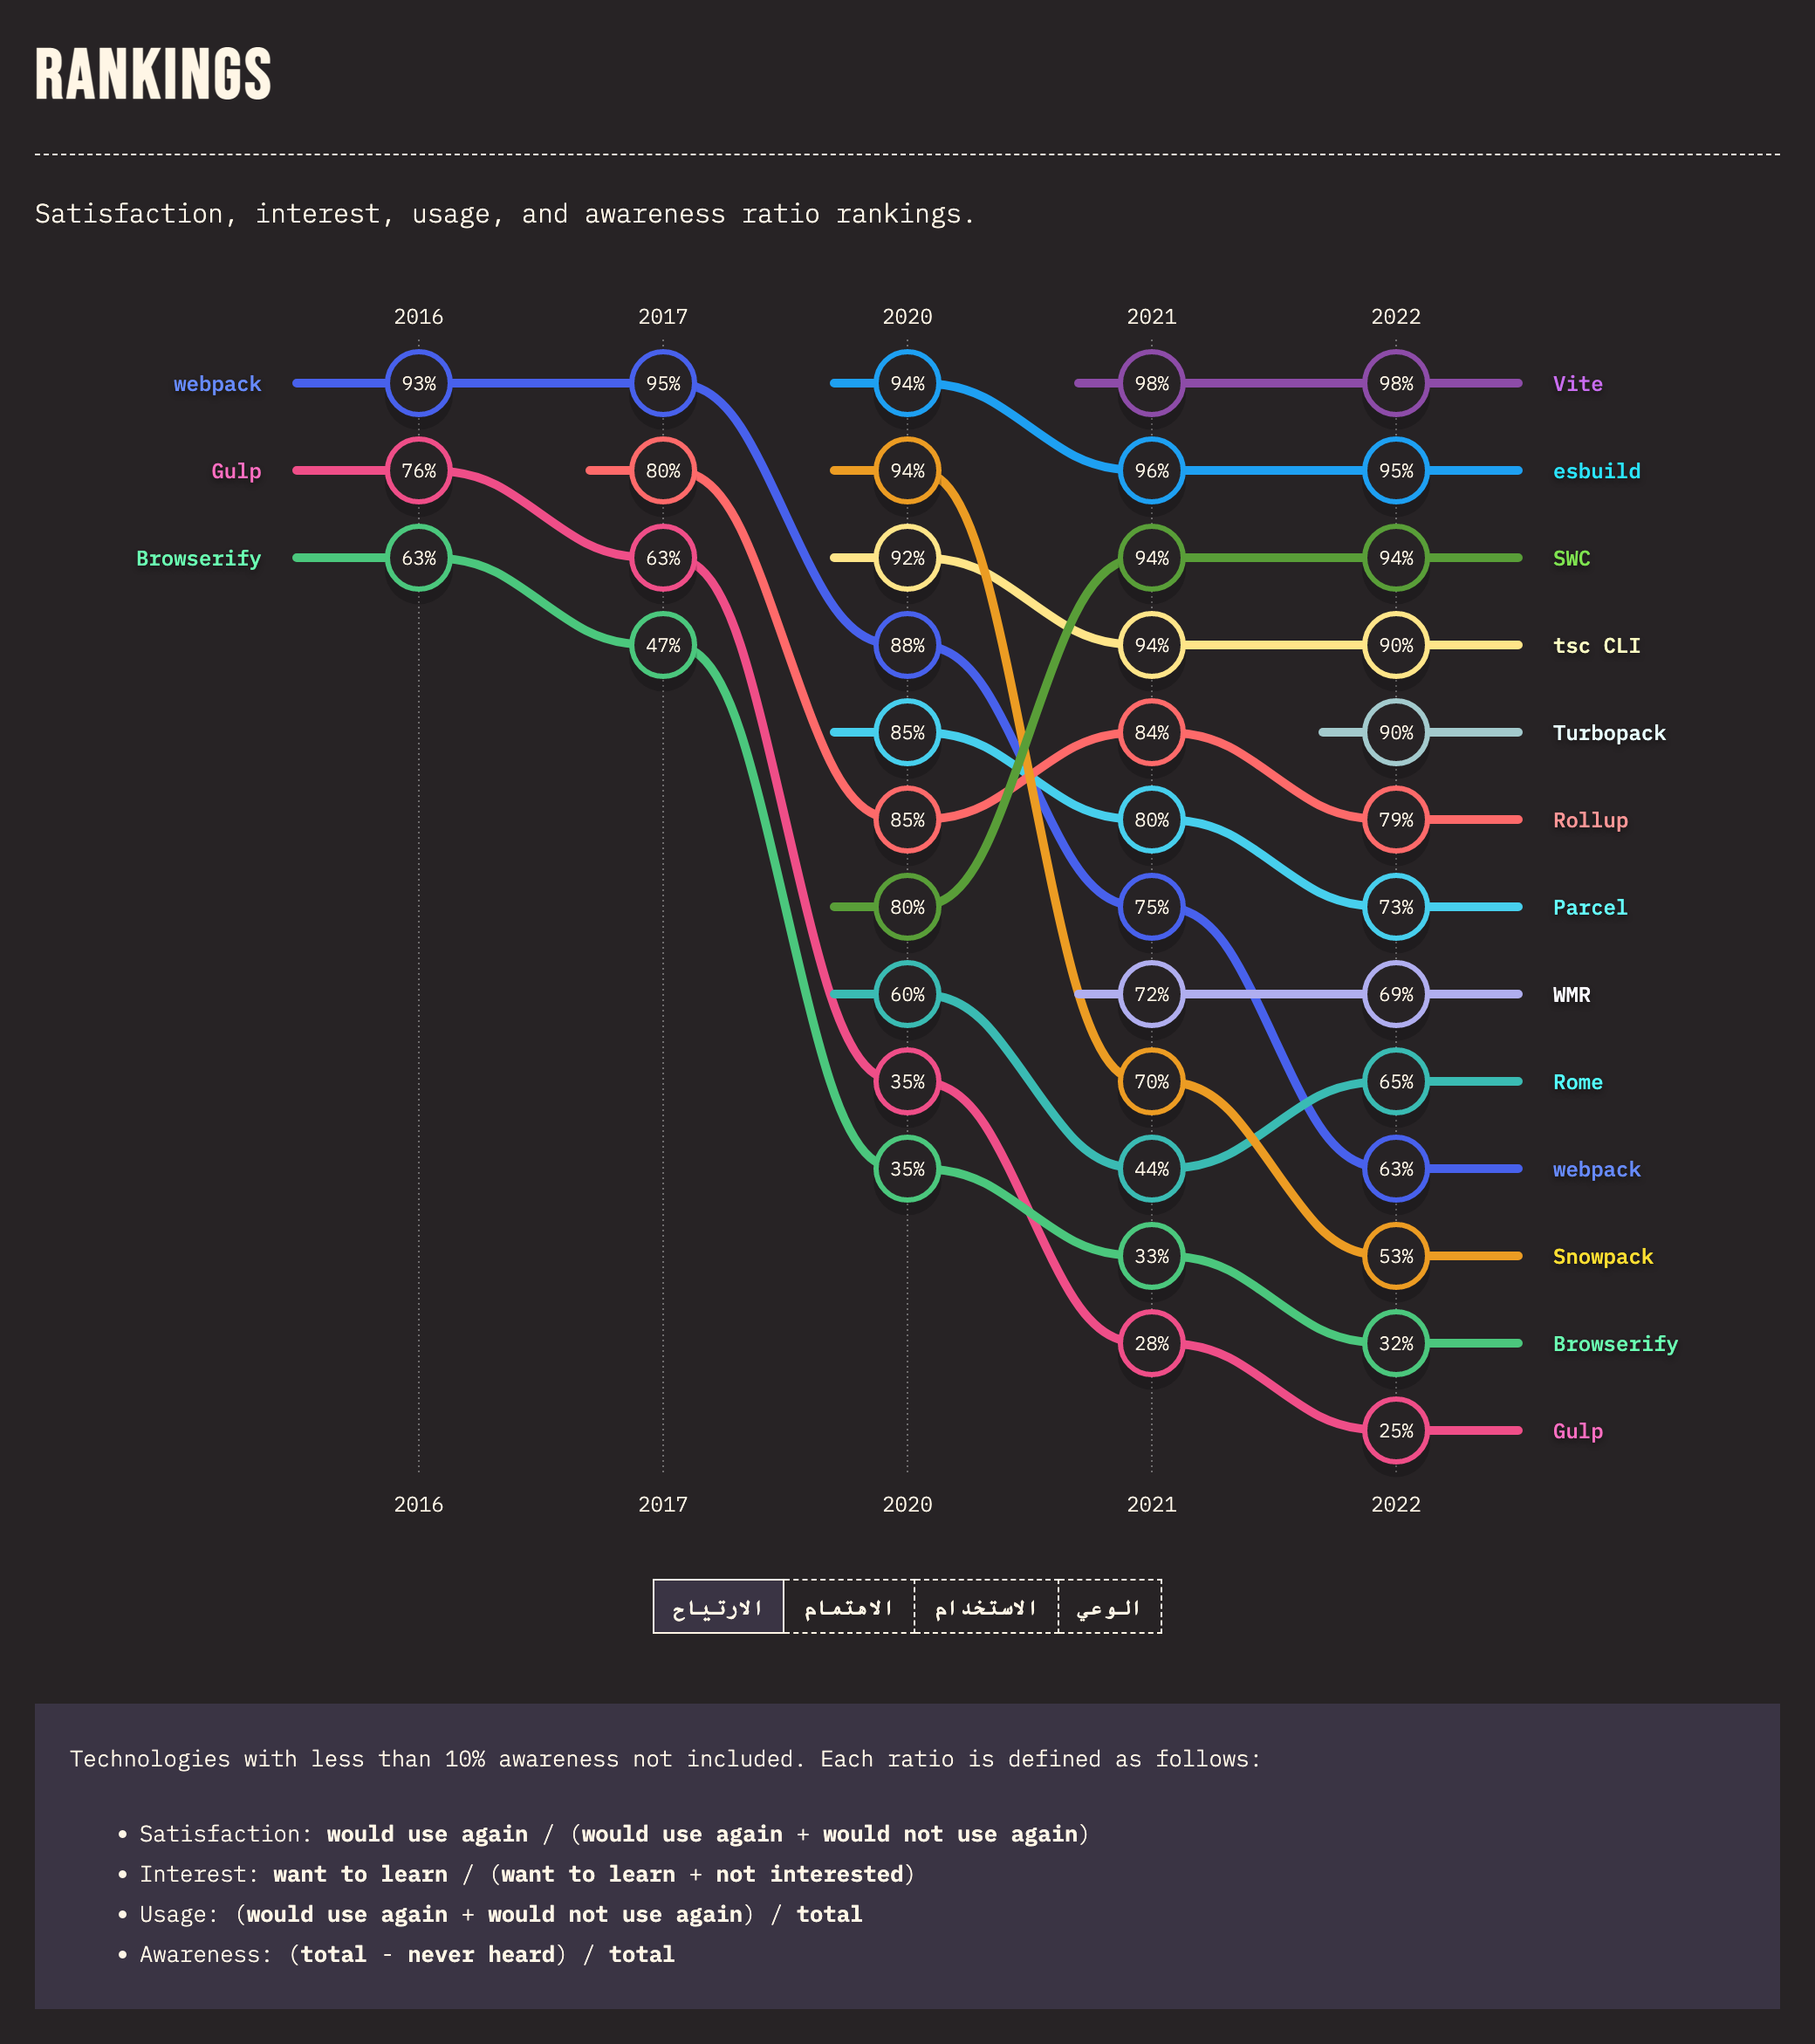 RANKINGS
Satisfaction, interest, usage, and awareness ratio rankings.
2016 2017 2020 2021 2022
webpack 93% 95% 94% 98% 98% Vite
Gulp 76% 80% 94% 96% 95% esbuild
Browserify 63% 63% 92% 94% 94% SWC
47% 88% 94% 90% tsc CLI
85% 84% 90% Turbopack
85% 80% 79% Rollup
80% 75% 73% Parcel
60% 72% 69% WMR
35% 70% 65% Rome
35% 44% 63% webpack
33% 53% Snowpack
28% 32% Browserify
25% Gulp
2016 2017 2020 2021 2022
الارتياح الاهتمام الاستخدام الوعي
Technologies with less than 10% awareness not included. Each ratio is defined as follows:
• Satisfaction: would use again / (would use again + would not use again)
• Interest: want to learn / (want to learn + not interested)
• Usage: (would use again + would not use again) / total
• Awareness: (total - never heard) / total